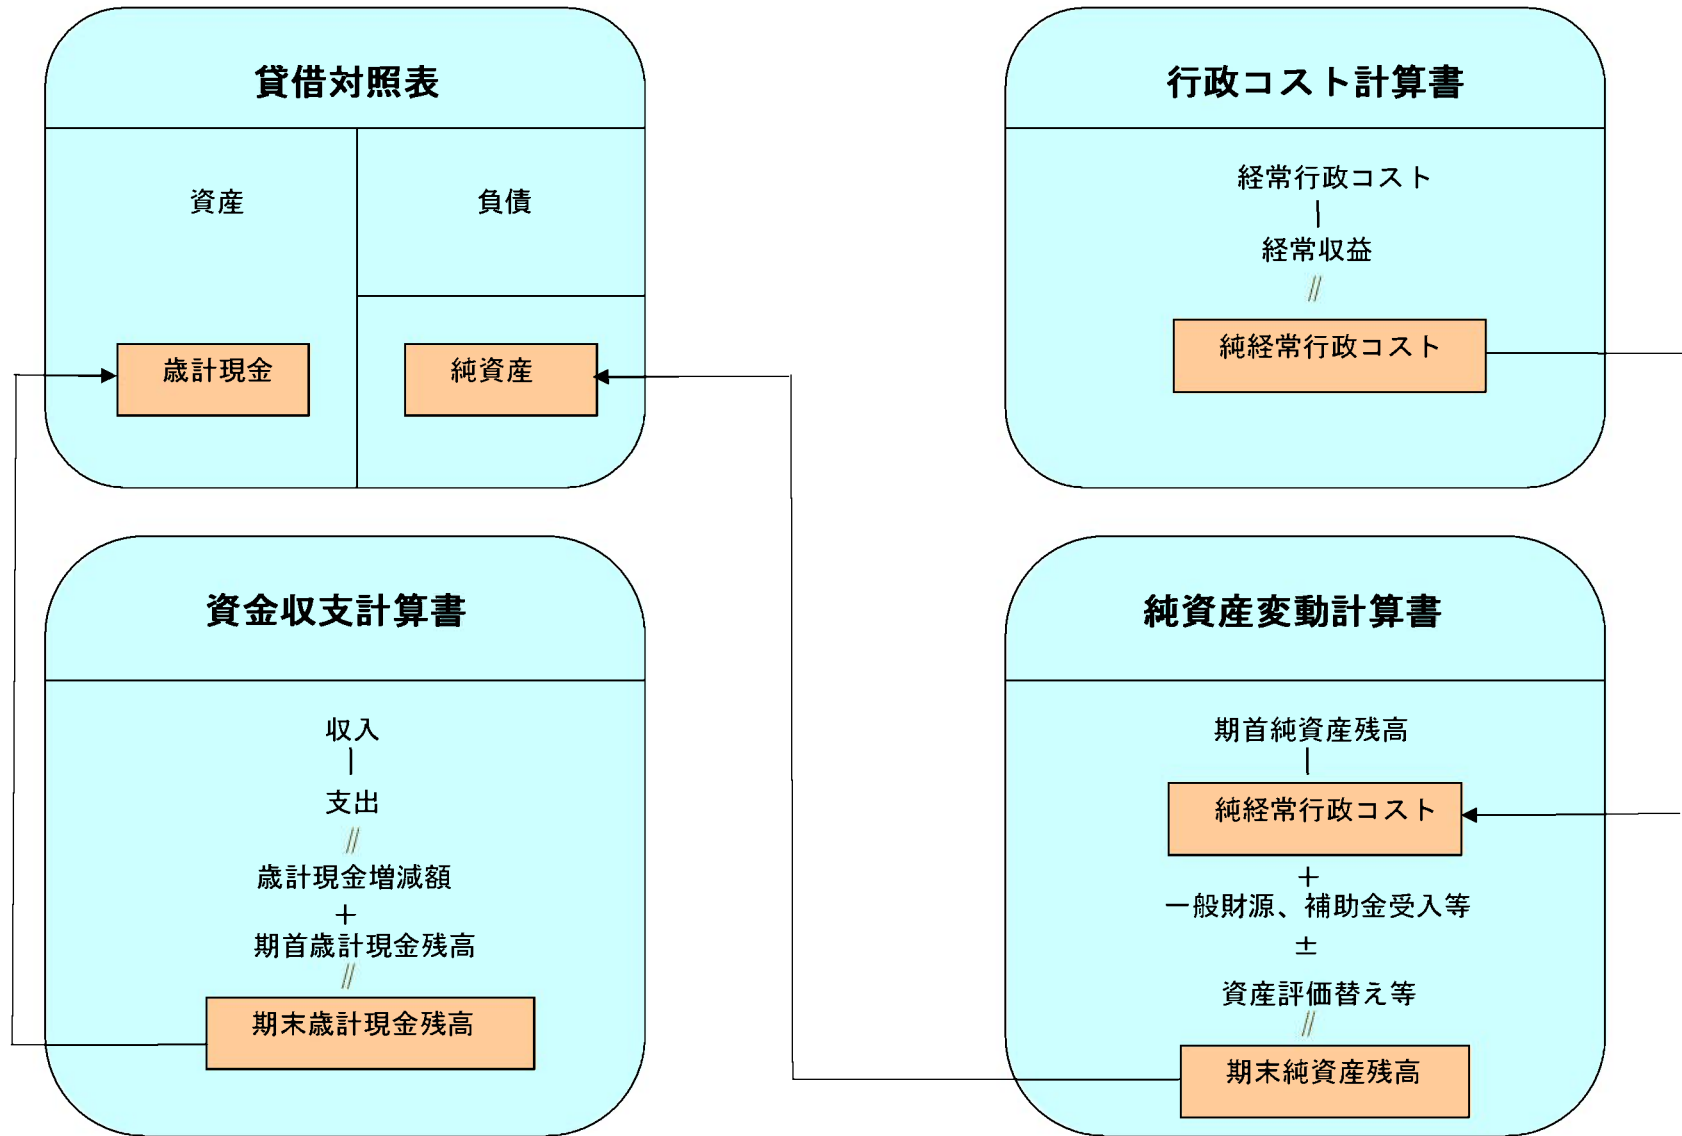 貸借対照表
資産
負債
歳計現金
純資産
行政コスト計算書
経常行政コスト
｜
経常収益
//
純経常行政コスト
資金収支計算書
収入
｜
支出
//
歳計現金増減額
＋
期首歳計現金残高
//
期末歳計現金残高
純資産変動計算書
期首純資産残高
｜
純経常行政コスト
＋
一般財源、補助金受入等
±
資産評価替え等
//
期末純資産残高